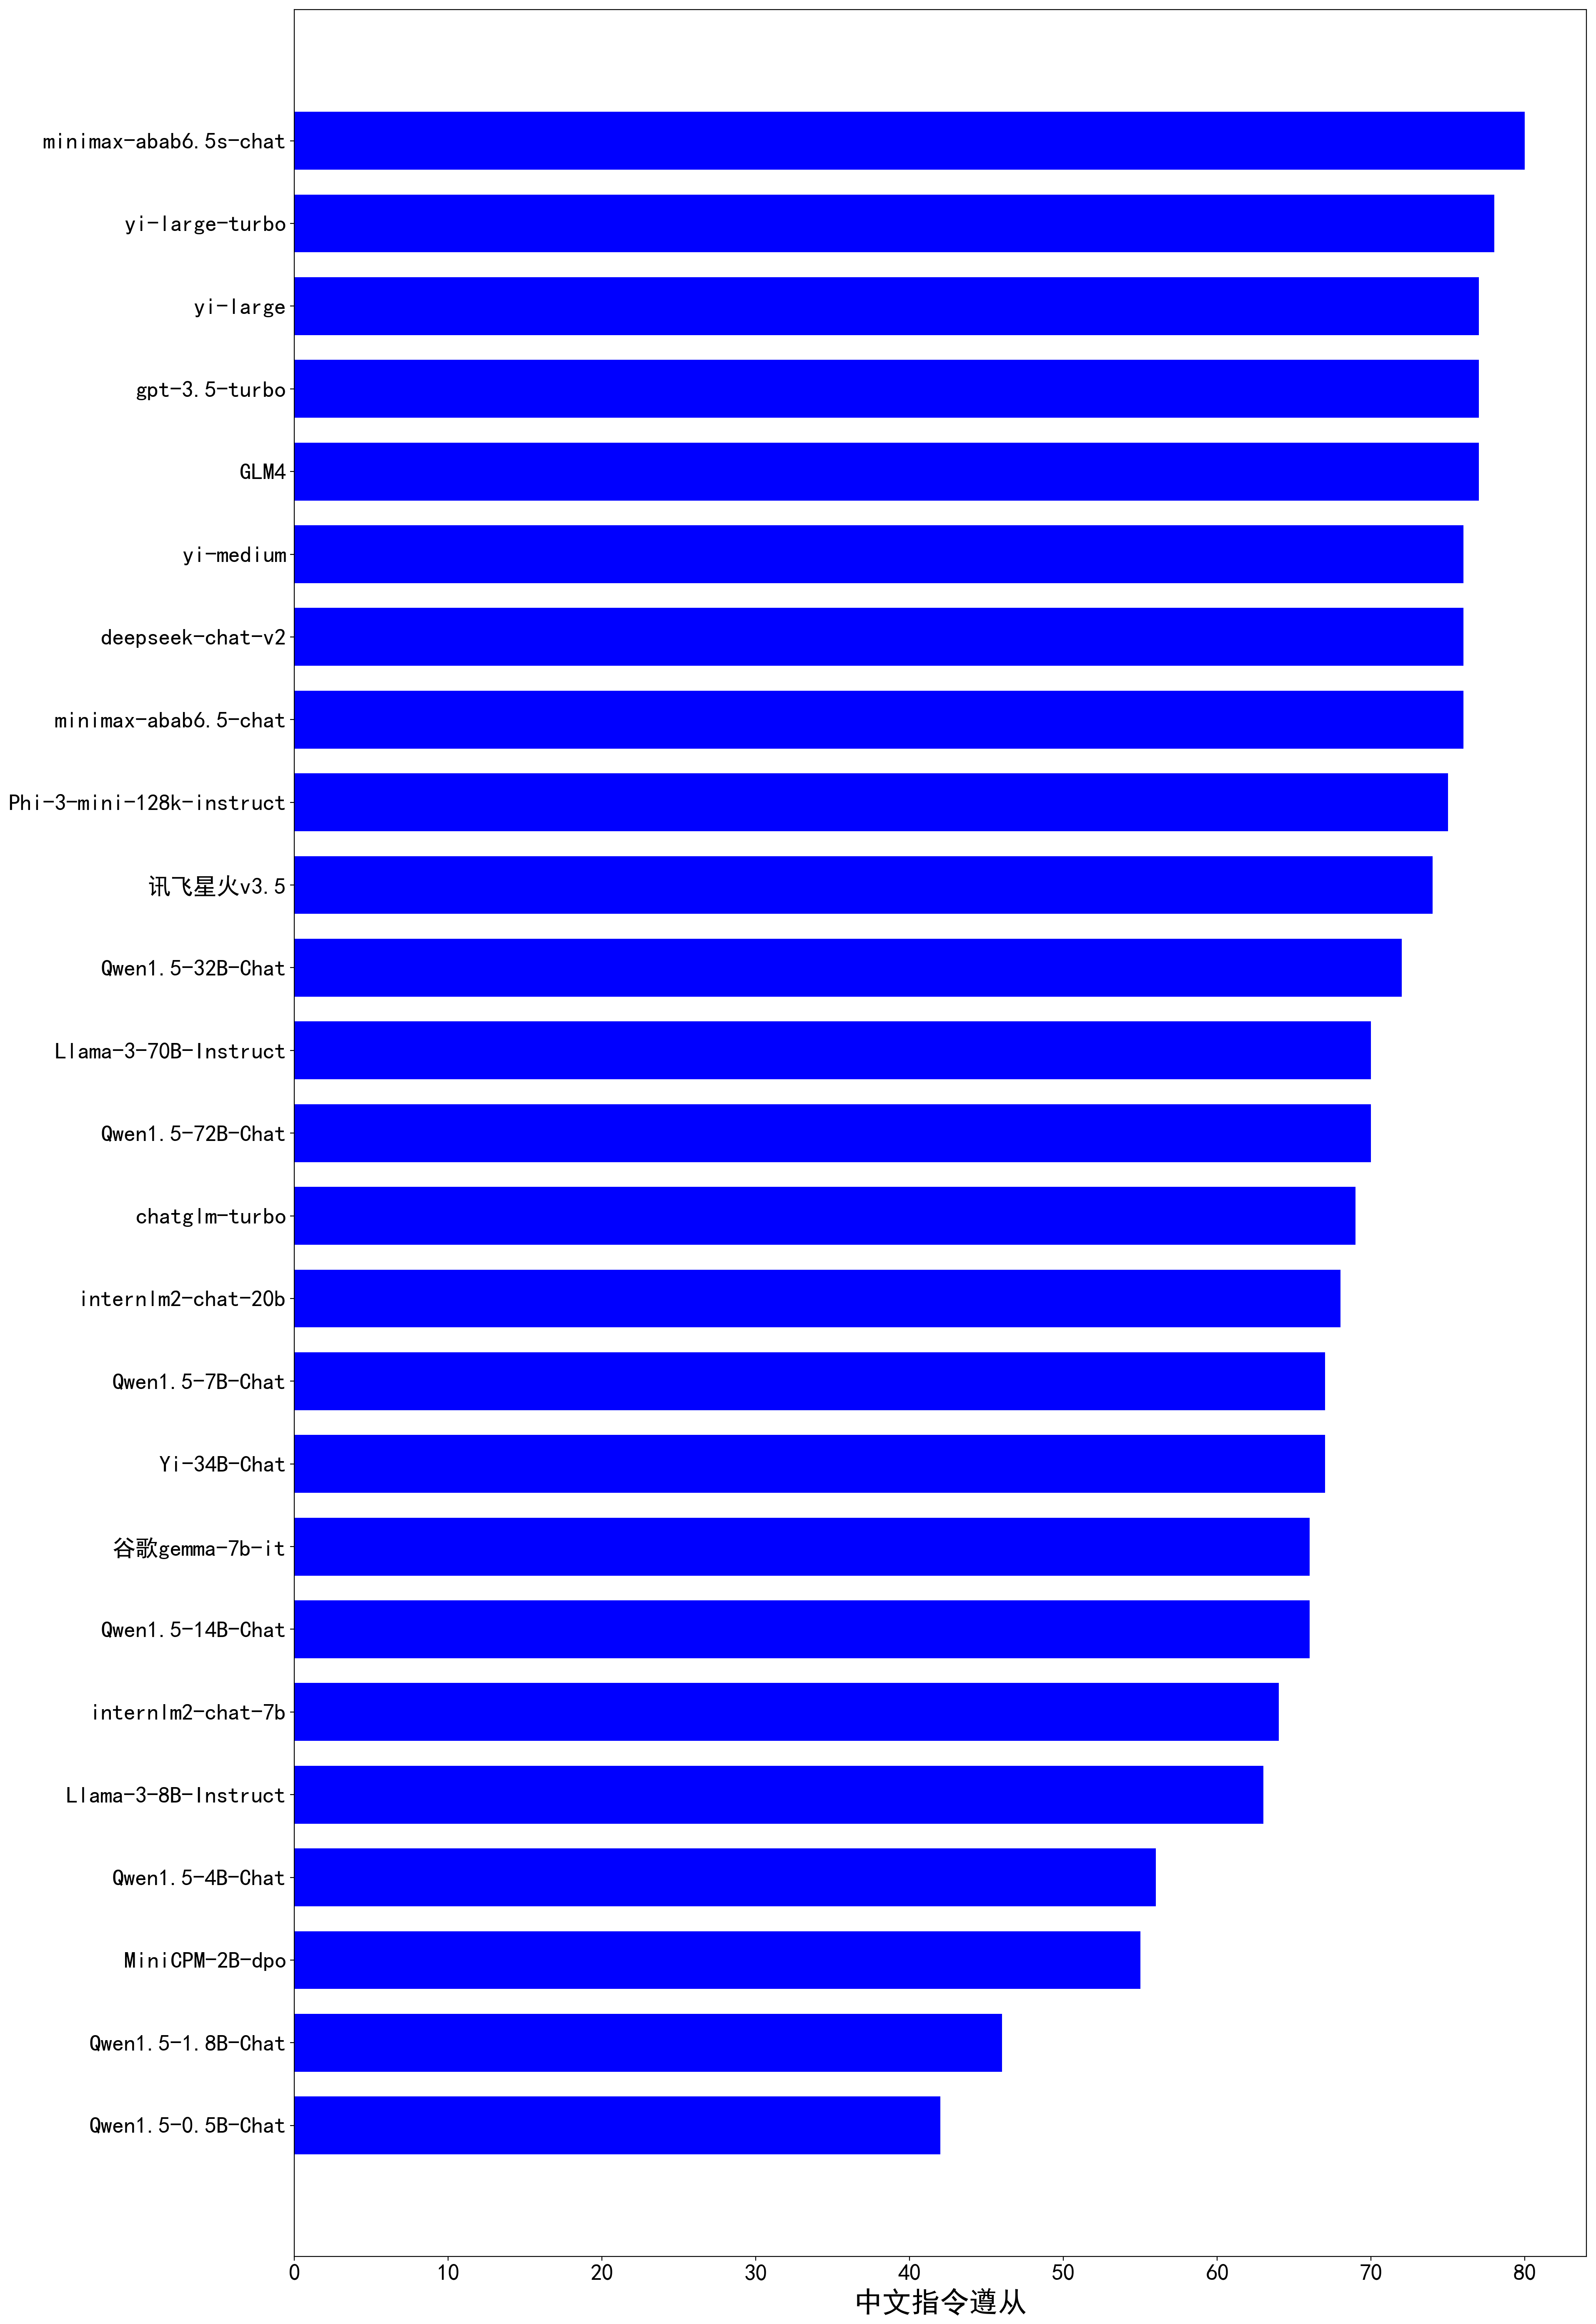 minimax-abab6.5s-chat
yi-large-turbo
yi-large
gpt-3.5-turbo
GLM4
yi-medium
deepseek-chat-v2
minimax-abab6.5-chat
Phi-3-mini-128k-instruct
讯飞星火v3.5
Qwen1.5-32B-Chat
Llama-3-70B-Instruct
Qwen1.5-72B-Chat
chatglm-turbo
internlm2-chat-20b
Qwen1.5-7B-Chat
Yi-34B-Chat
谷歌gemma-7b-it
Qwen1.5-14B-Chat
internlm2-chat-7b
Llama-3-8B-Instruct
Qwen1.5-4B-Chat
MiniCPM-2B-dpo
Qwen1.5-1.8B-Chat
Qwen1.5-0.5B-Chat
0 10 20 30 40 50 60 70 80
中文指令遵从